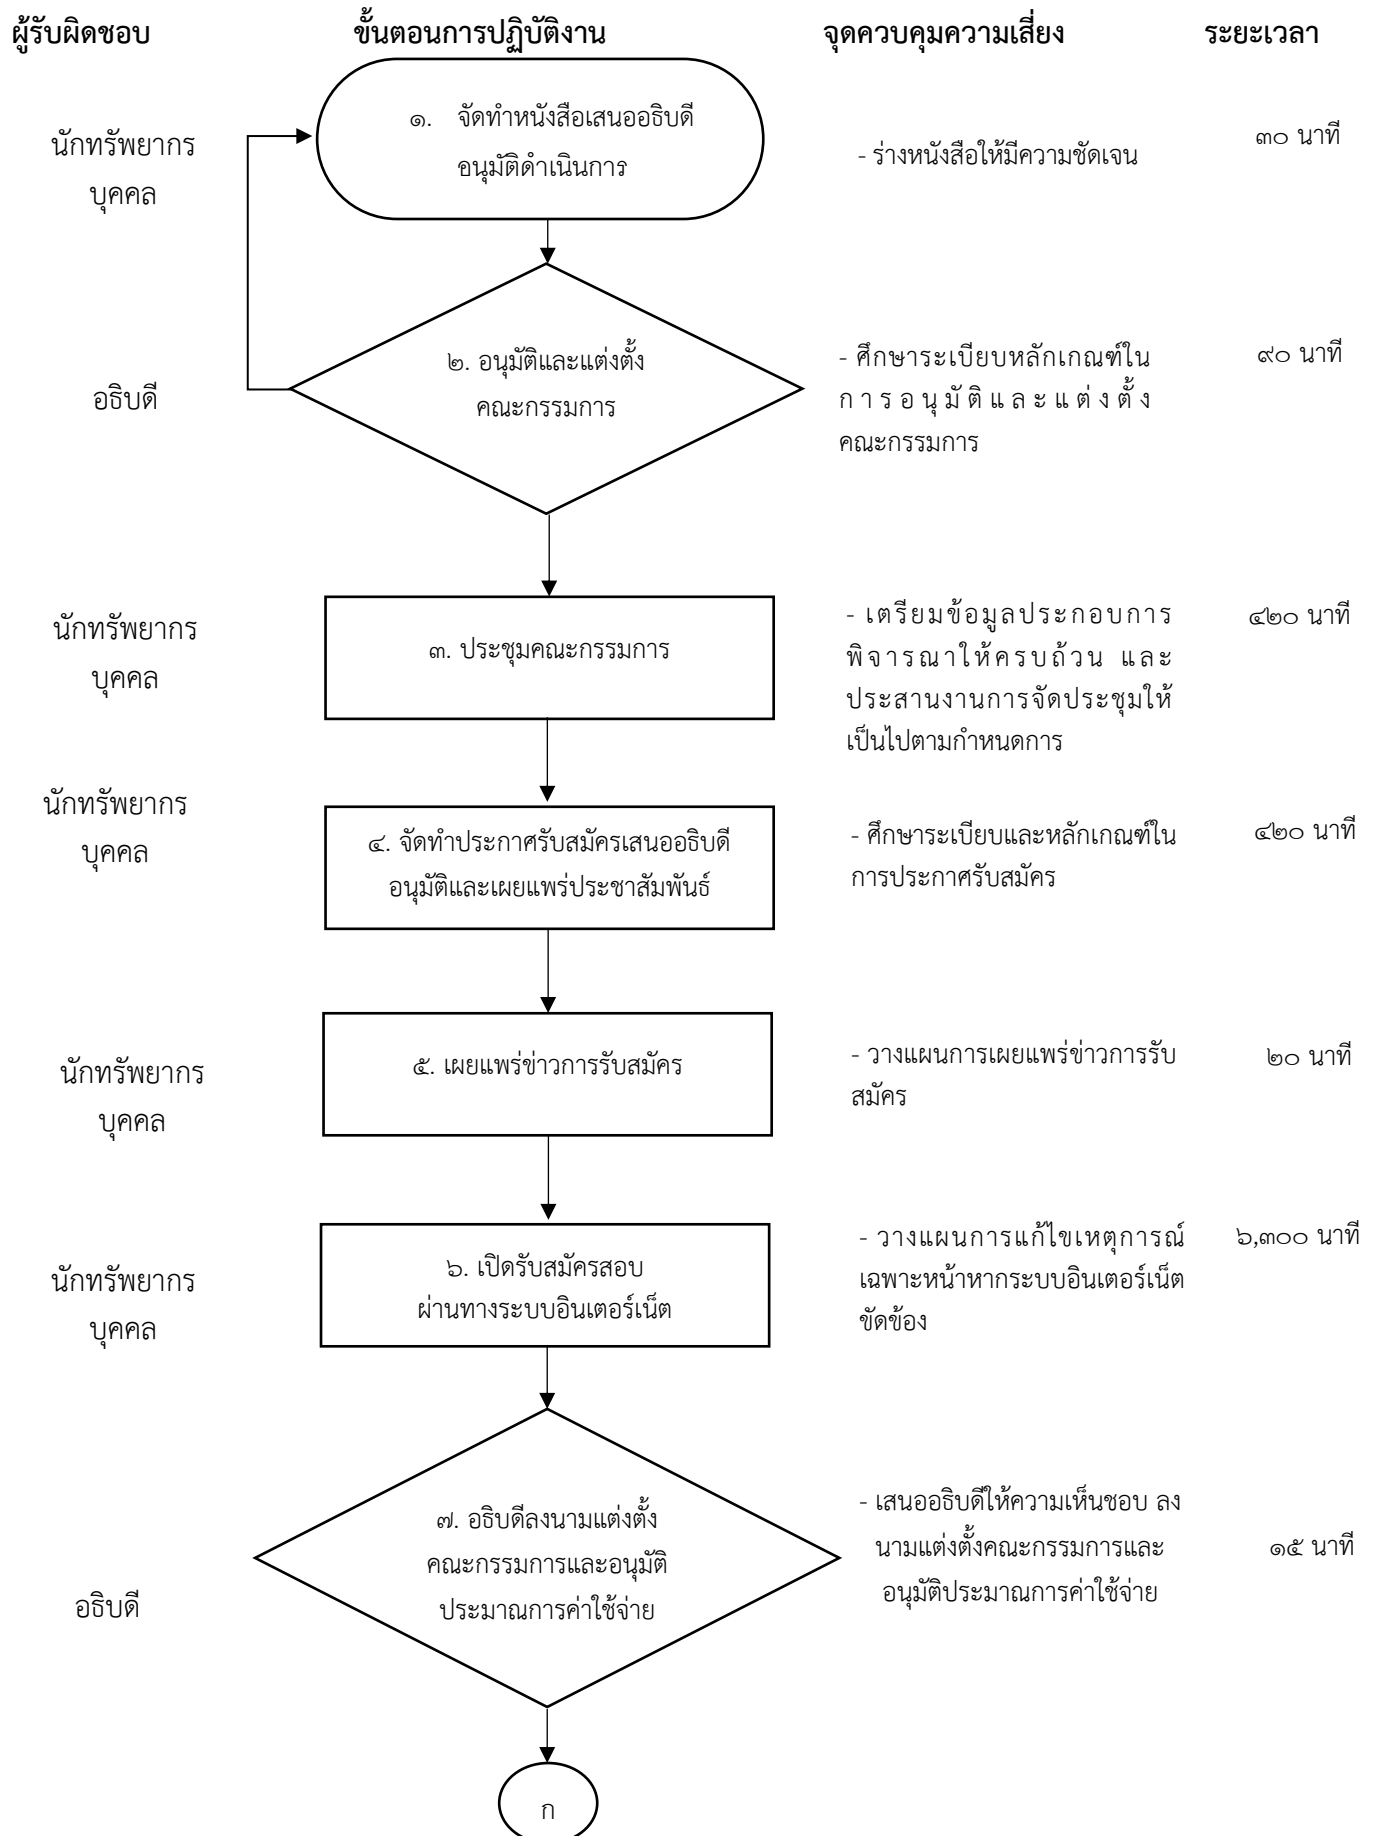 ผู้รับผิดชอบ ขั้นตอนการปฏิบัติงาน จุดควบคุมความเสี่ยง ระยะเวลา
นักทรัพยากร
บุคคล
๑. จัดทำหนังสือเสนออธิบดี
อนุมัติดำเนินการ
- ร่างหนังสือให้มีความชัดเจน
๓๐ นาที
อธิบดี
๒. อนุมัติและแต่งตั้ง
คณะกรรมการ
- ศึกษาระเบียบหลักเกณฑ์ใน
การอนุมัติและแต่งตั้ง
คณะกรรมการ
๙๐ นาที
นักทรัพยากร
บุคคล
๓. ประชุมคณะกรรมการ
- เตรียมข้อมูลประกอบการ
พิจารณาให้ครบถ้วน และ
ประสานงานการจัดประชุมให้
เป็นไปตามกำหนดการ
๔๒๐ นาที
นักทรัพยากร
บุคคล
๔. จัดทำประกาศรับสมัครเสนออธิบดี
อนุมัติและเผยแพร่ประชาสัมพันธ์
- ศึกษาระเบียบและหลักเกณฑ์ใน
การประกาศรับสมัคร
๔๒๐ นาที
นักทรัพยากร
บุคคล
๕. เผยแพร่ข่าวการรับสมัคร
- วางแผนการเผยแพร่ข่าวการรับ
สมัคร
๒๐ นาที
นักทรัพยากร
บุคคล
๖. เปิดรับสมัครสอบ
ผ่านทางระบบอินเตอร์เน็ต
- วางแผนการแก้ไขเหตุการณ์
เฉพาะหน้าหากระบบอินเตอร์เน็ต
ขัดข้อง
๖,๓๐๐ นาที
อธิบดี
๗. อธิบดีลงนามแต่งตั้ง
คณะกรรมการและอนุมัติ
ประมาณการค่าใช้จ่าย
- เสนออธิบดีให้ความเห็นชอบ ลง
นามแต่งตั้งคณะกรรมการและ
อนุมัติประมาณการค่าใช้จ่าย
๑๕ นาที
ก